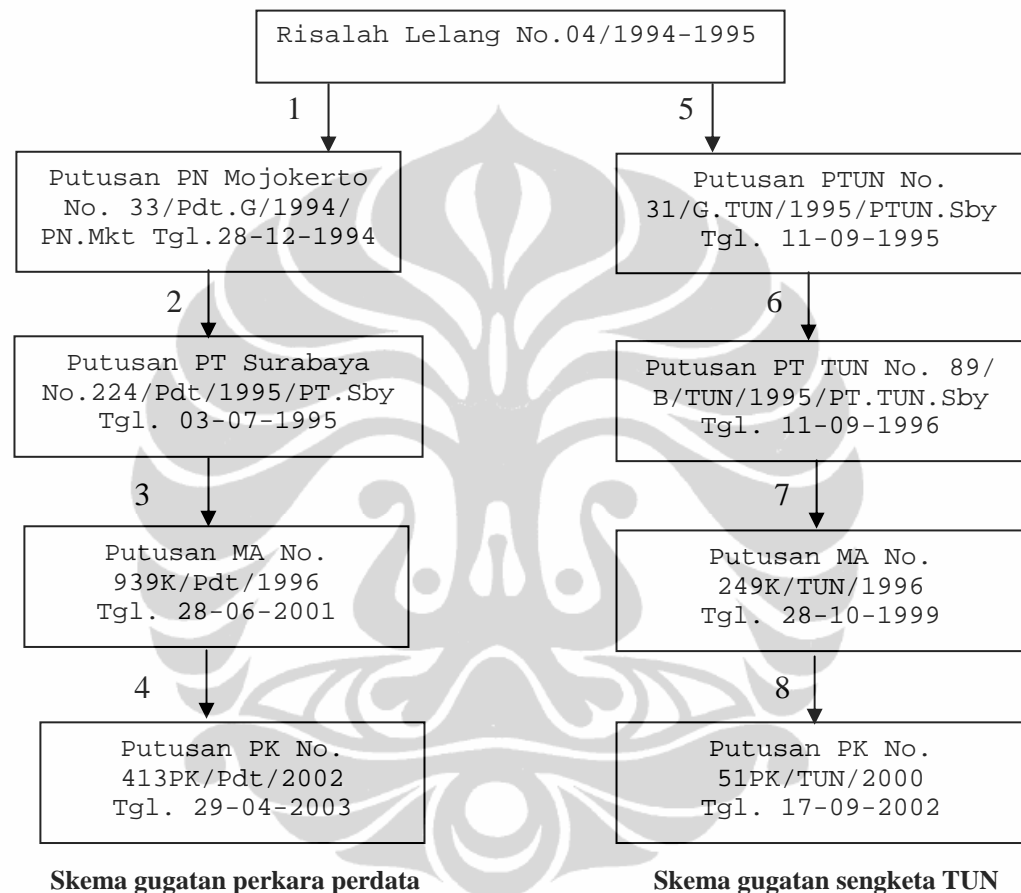 Risalah Lelang No.04/1994-1995
1
5
Putusan PN Mojokerto
No. 33/Pdt.G/1994/
PN.Mkt Tgl.28-12-1994
Putusan PTUN No.
31/G.TUN/1995/PTUN.Sby
Tgl. 11-09-1995
2
6
Putusan PT Surabaya
No.224/Pdt/1995/PT.Sby
Tgl. 03-07-1995
Putusan PT TUN No. 89/
B/TUN/1995/PT.TUN.Sby
Tgl. 11-09-1996
3
7
Putusan MA No.
939K/Pdt/1996
Tgl. 28-06-2001
Putusan MA No.
249K/TUN/1996
Tgl. 28-10-1999
4
8
Putusan PK No.
413PK/Pdt/2002
Tgl. 29-04-2003
Putusan PK No.
51PK/TUN/2000
Tgl. 17-09-2002
Skema gugatan perkara perdata
Skema gugatan sengketa TUN